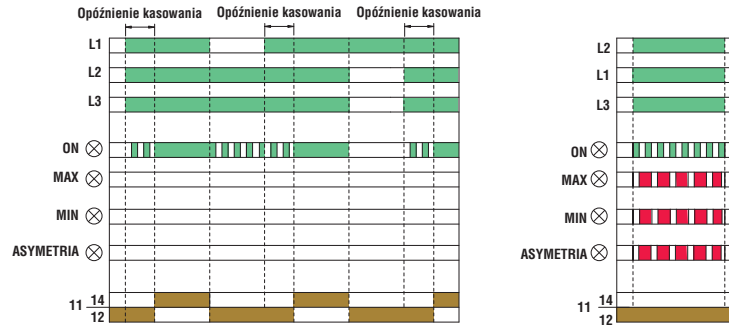 Opóźnienie kasowania Opóźnienie kasowania Opóźnienie kasowania
L1
L2
L3
ON
MAX
MIN
ASYMETRIA
11 14
12
L2
L1
L3
ON
MAX
MIN
ASYMETRIA
11 14
12